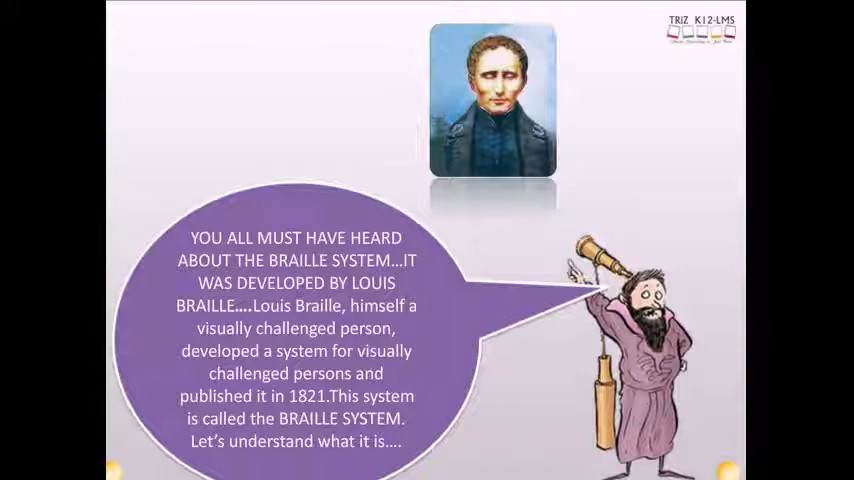 TRIZ K12-LMS
YOU ALL MUST HAVE HEARD
ABOUT THE BRAILLE SYSTEM...IT
WAS DEVELOPED BY LOUIS
BRAILLE....Louis Braille, himself a
visually challenged person,
developed a system for visually
challenged persons and
published it in 1821.This system
is called the BRAILLE SYSTEM.
Let's understand what it is....